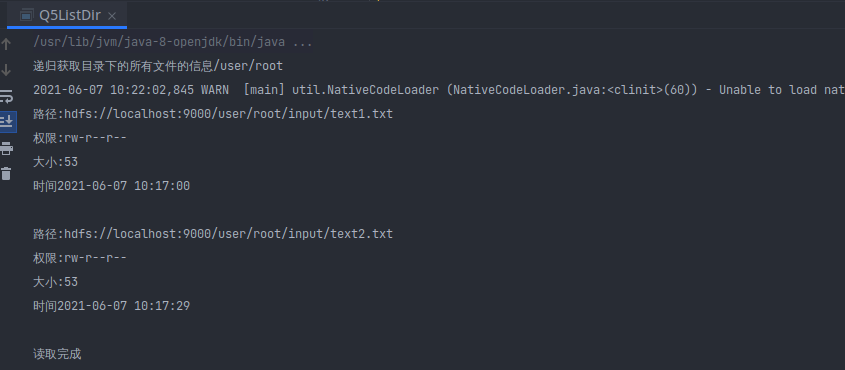 Q5ListDir
/usr/lib/jvm/java-8-openjdk/bin/java ...
递归获取目录下的所有文件的信息/user/root
2021-06-07 10:22:02,845 WARN  [main] util.NativeCodeLoader (NativeCodeLoader.java:<clinit>(60)) - Unable to load nat
路径:hdfs://localhost:9000/user/root/input/text1.txt
权限:rw-r--r--
大小:53
时间2021-06-07 10:17:00
路径:hdfs://localhost:9000/user/root/input/text2.txt
权限:rw-r--r--
大小:53
时间2021-06-07 10:17:29
读取完成